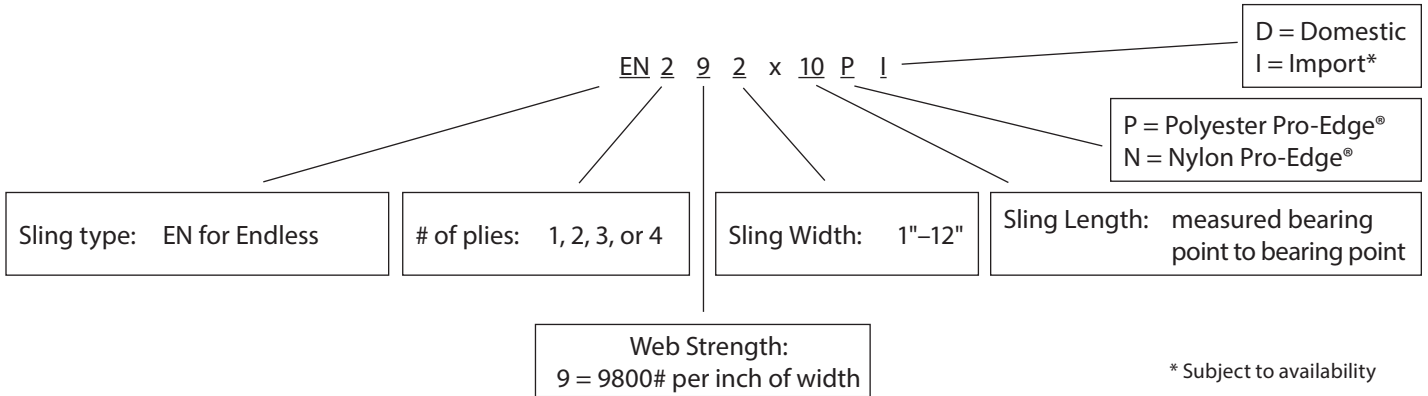 EN 2 9 2 x 10 P I
D = Domestic
I = Import*
P = Polyester Pro-Edge®
N = Nylon Pro-Edge®
Sling type: EN for Endless
# of plies: 1, 2, 3, or 4
Sling Width: 1"–12"
Sling Length: measured bearing
point to bearing point
Web Strength:
9 = 9800# per inch of width
* Subject to availability